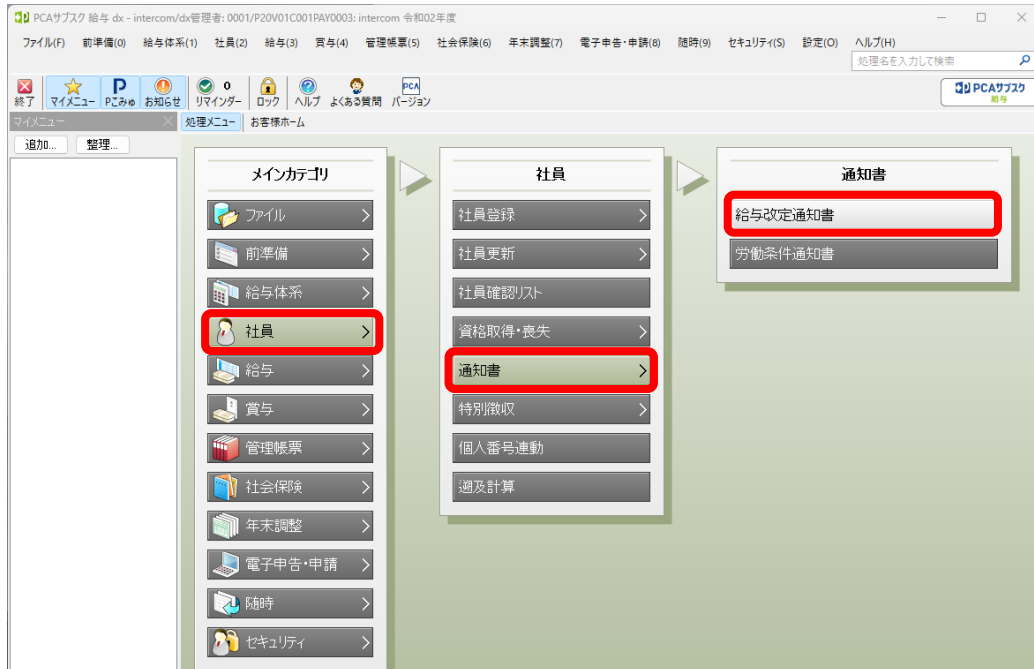 PCAサブスク 給与 dx - intercom/dx管理者: 0001/P20V01C001PAY0003: intercom 令和02年度
ファイル(F) 前準備(0) 給与体系(1) 社員(2) 給与(3) 賞与(4) 管理帳票(5) 社会保険(6) 年末調整(7) 電子申告・申請(8) 随時(9) セキュリティ(S) 設定(O) ヘルプ(H)
処理名を入力して検索
0
終了 マイメニュー Pこみゅ お知らせ リマインダー ロック ヘルプ よくある質問 バージョン
PCA
PCAサブスク
給与
マイメニュー
処理メニュー お客様ホーム
追加... 整理...
メインカテゴリ
ファイル
前準備
給与体系
社員
給与
賞与
管理帳票
社会保険
年末調整
電子申告・申請
随時
セキュリティ
社員
社員登録
社員更新
社員確認リスト
資格取得・喪失
通知書
特別徴収
個人番号連動
遡及計算
通知書
給与改定通知書
労働条件通知書